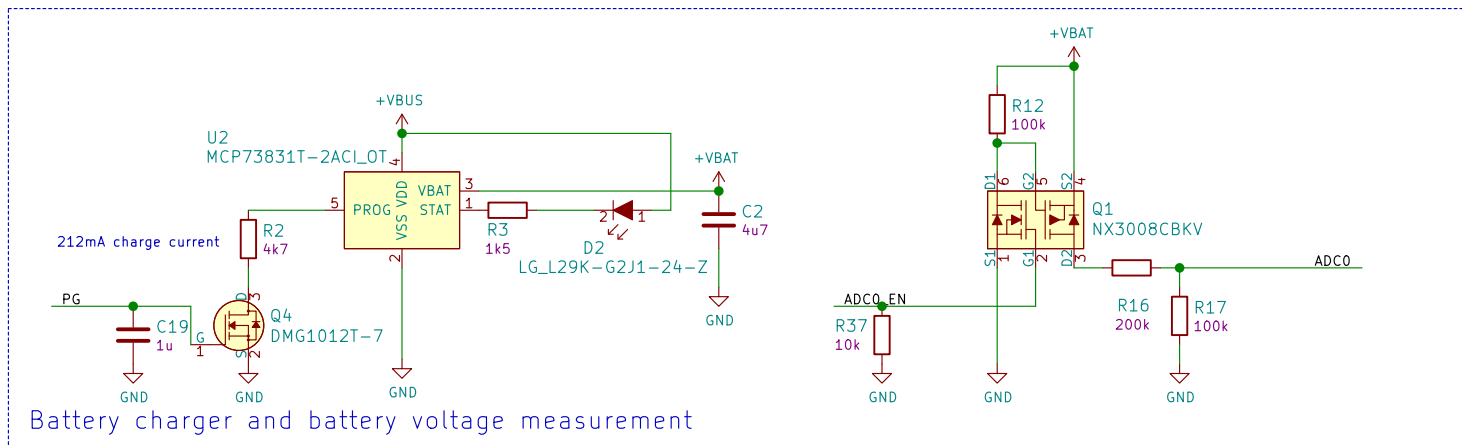 +VBUS
U2
MCP73831T-2ACI_OT
4
VDD
VBAT
3
5
PROG
STAT
1
VSS
2
GND
R2
4k7
212mA charge current
PG
C19
1u
GND
D
3
G
1
S
2
Q4
DMG1012T-7
GND
R3
1k5
2
1
D2
LG_L29K-G2J1-24-Z
+VBAT
C2
4u7
GND
+VBAT
R12
100k
D1
6
G2
5
S2
4
Q1
NX3008CBKV
S1
1
G1
2
D2
3
ADC0_EN
R37
10k
GND
GND
R16
200k
R17
100k
ADC0
GND
Battery charger and battery voltage measurement